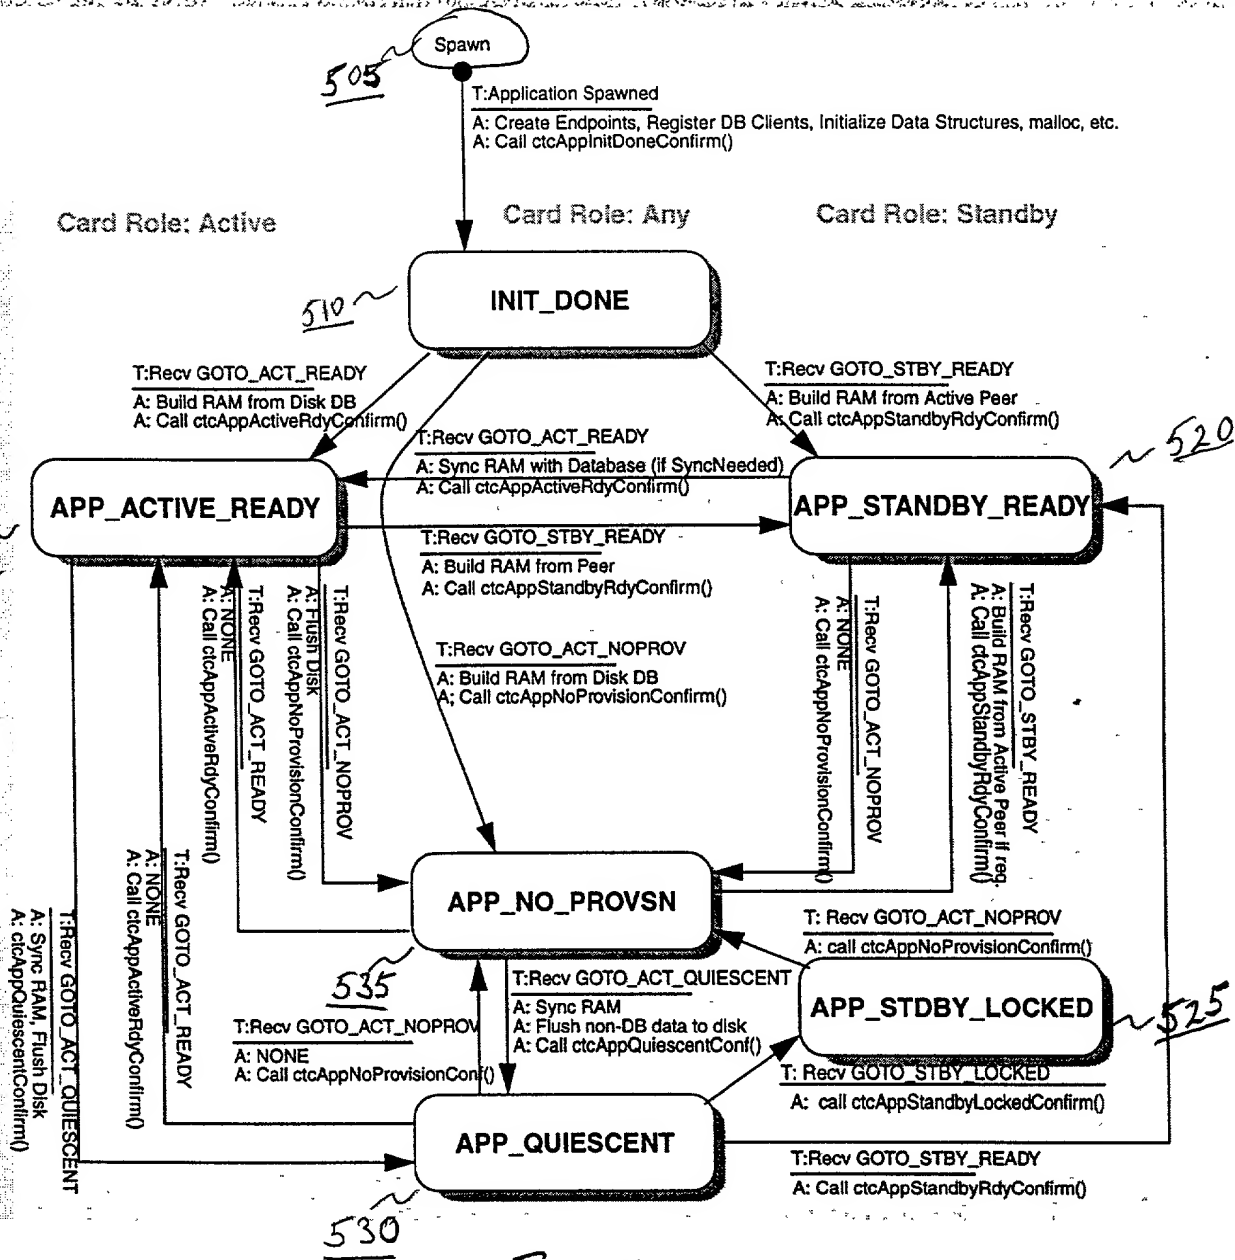 Spawn
505
T:Application Spawned
A: Create Endpoints, Register DB Clients, Initialize Data Structures, malloc, etc.
A: Call ctcAppInitDoneConfirm()
Card Role: Active
Card Role: Any
Card Role: Standby
INIT_DONE
510
T:Recv GOTO_ACT_READY
A: Build RAM from Disk DB
A: Call ctcAppActiveRdyConfirm()
T:Recv GOTO_STBY_READY
A: Build RAM from Active Peer
A: Call ctcAppStandbyRdyConfirm()
T:Recv GOTO_ACT_READY
A: Sync RAM with Database (if SyncNeeded)
A: Call ctcAppActiveRdyConfirm()
520
APP_ACTIVE_READY
APP_STANDBY_READY
T:Recv GOTO_STBY_READY
A: Build RAM from Peer
A: Call ctcAppStandbyRdyConfirm()
T:Recv GOTO_ACT_READY
A: NONE
A: Call ctcAppActiveRdyConfirm()
T:Recv GOTO_ACT_NOPROV
A: Flush Disk
A: Call ctcAppNoProvisionConfirm()
T:Recv GOTO_ACT_NOPROV
A: Build RAM from Disk DB
A; Call ctcAppNoProvisionConfirm()
T:Recv GOTO_ACT_NOPROV
A: NONE
A: Call ctcAppNoProvisionConfirm()
T:Recv GOTO_STBY_READY
A: Build RAM from Active Peer if req.
A: Call ctcAppStandbyRdyConfirm()
T:Recv GOTO_ACT_READY
A: NONE
A: Call ctcAppActiveRdyConfirm()
T:Recv GOTO_ACT_QUIESCENT
A: Sync RAM, Flush Disk
A: ctcAppQuiescentConfirm()
APP_NO_PROVSN
535
T: Recv GOTO_ACT_NOPROV
A: call ctcAppNoProvisionConfirm()
T:Recv GOTO_ACT_QUIESCENT
A: Sync RAM
A: Flush non-DB data to disk
A: Call ctcAppQuiescentConf()
APP_STDBY_LOCKED
525
T:Recv GOTO_ACT_NOPROV
A: NONE
A: Call ctcAppNoProvisionConf()
T: Recv GOTO_STBY_LOCKED
A: call ctcAppStandbyLockedConfirm()
APP_QUIESCENT
T:Recv GOTO_STBY_READY
A: Call ctcAppStandbyRdyConfirm()
530